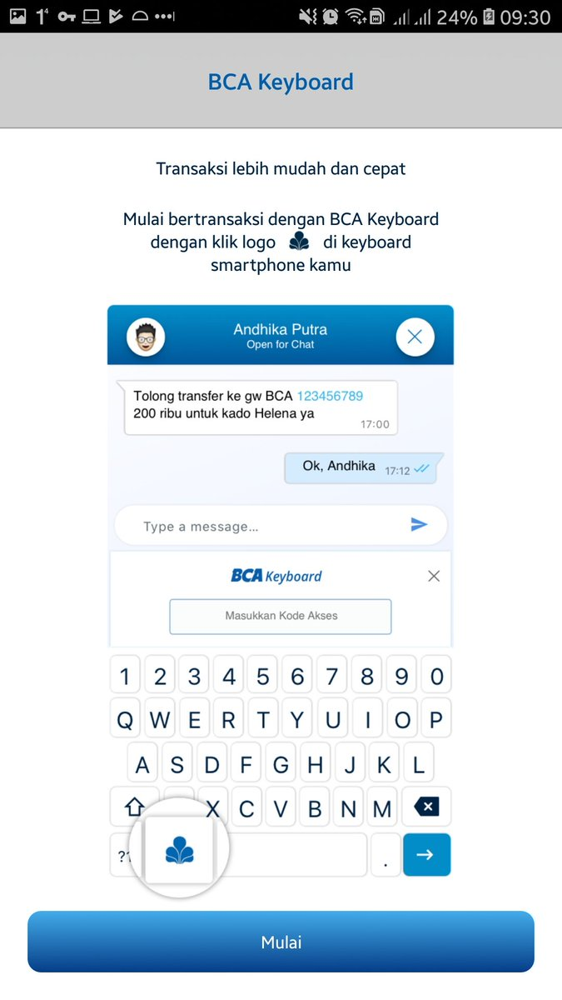 1⁴ 24% 09:30
BCA Keyboard
Transaksi lebih mudah dan cepat
Mulai bertransaksi dengan BCA Keyboard
dengan klik logo di keyboard
smartphone kamu
Andhika Putra
Open for Chat
Tolong transfer ke gw BCA 123456789
200 ribu untuk kado Helena ya
17:00
Ok, Andhika 17:12
Type a message...
BCA Keyboard
Masukkan Kode Akses
1 2 3 4 5 6 7 8 9 0
Q W E R T Y U I O P
A S D F G H J K L
X C V B N M
?1 .
Mulai